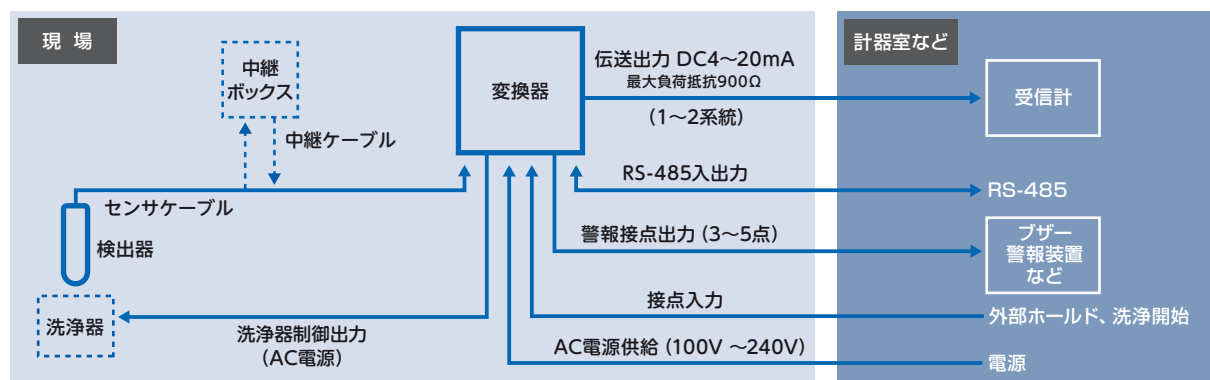 現 場
中継
ボックス
中継ケーブル
センサケーブル
検出器
洗浄器
洗浄器制御出力
(AC電源)
変換器
伝送出力 DC4～20mA
最大負荷抵抗900Ω
(1～2系統)
RS-485入出力
警報接点出力 (3～5点)
接点入力
AC電源供給 (100V ～240V)
計器室など
受信計
RS-485
ブザー
警報装置
など
外部ホールド、洗浄開始
電源